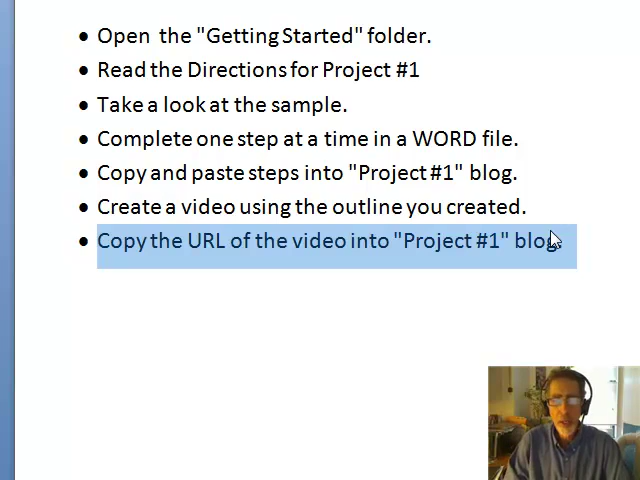 Open the "Getting Started" folder.
Read the Directions for Project #1
Take a look at the sample.
Complete one step at a time in a WORD file.
Copy and paste steps into "Project #1" blog.
Create a video using the outline you created.
Copy the URL of the video into "Project #1" blog.